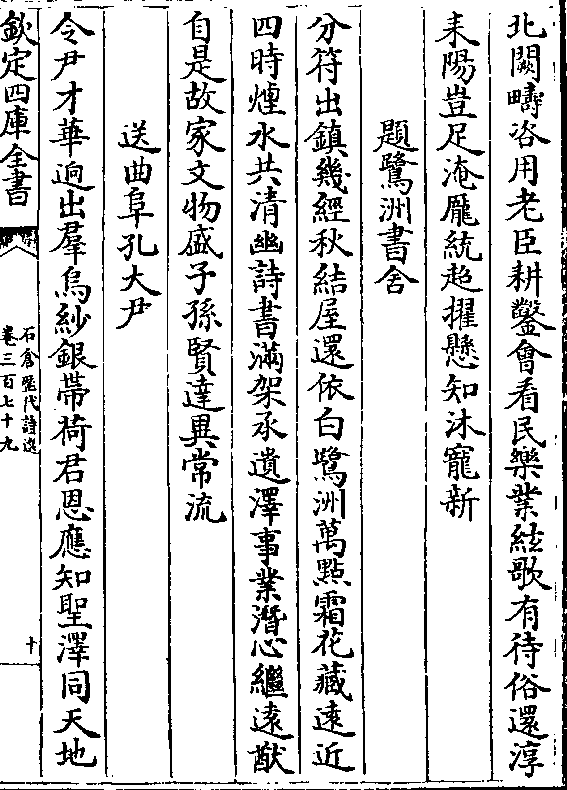 北闕疇咨用老臣耕鑿會看民樂業絃歌有待俗還淳
耒陽豈足淹龎統超擢懸知沐寵新
題鷺洲書舍
分符出鎮幾經秋結屋還依白鷺洲萬點霜花藏遠近
四時煙水共清幽詩書滿架承遺澤事業潛心繼遠猷
自是故家文物盛子孫賢達異常流
送曲阜孔大尹
令尹才華逈出羣烏紗銀帶荷君恩應知聖澤同天地
欽定四庫全書
石倉歷代詩選
卷三百七十九
十